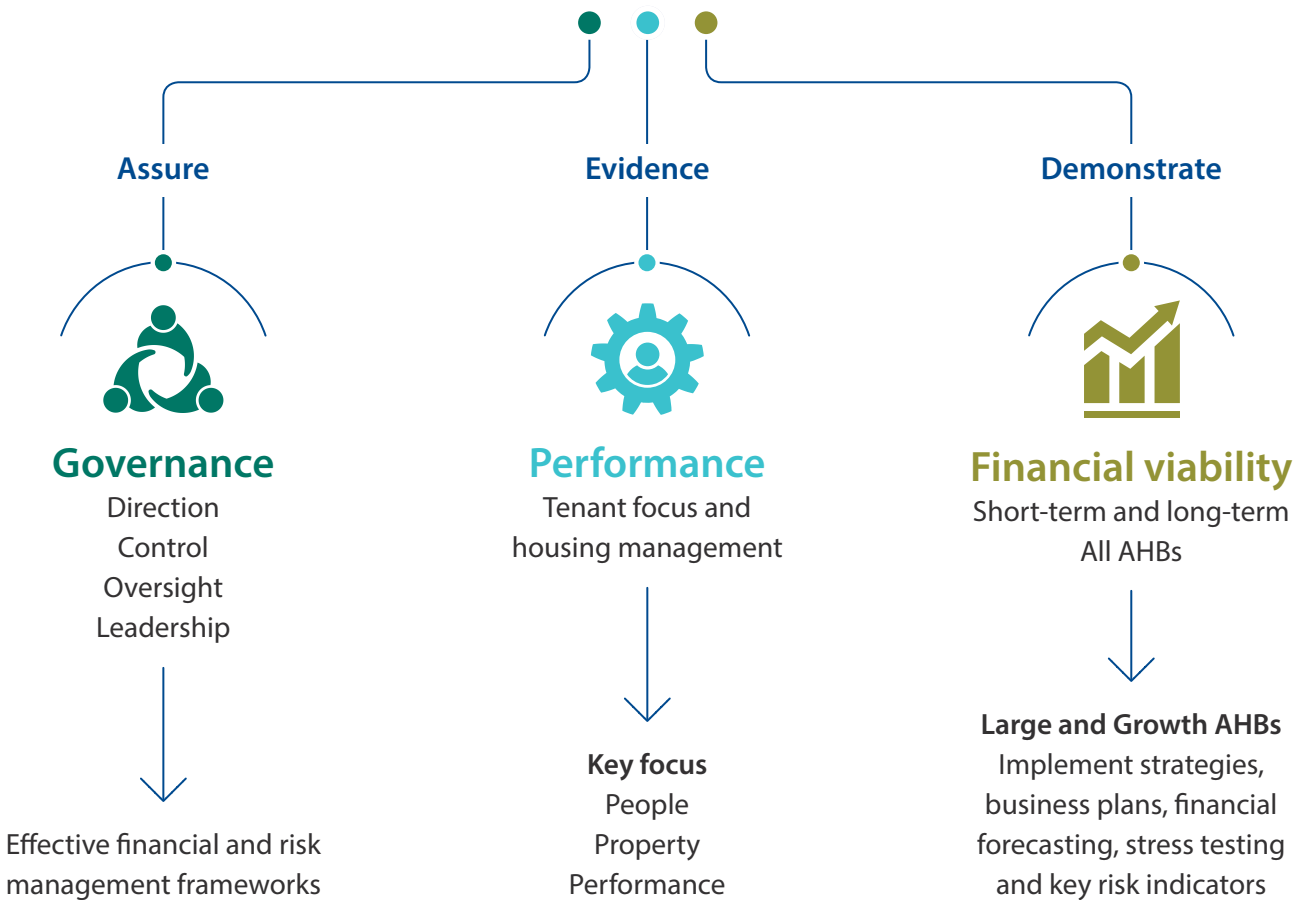 Assure
Governance
Direction
Control
Oversight
Leadership
Effective financial and risk
management frameworks
Evidence
Performance
Tenant focus and
housing management
Key focus
People
Property
Performance
Demonstrate
Financial viability
Short-term and long-term
All AHBs
Large and Growth AHBs
Implement strategies,
business plans, financial
forecasting, stress testing
and key risk indicators